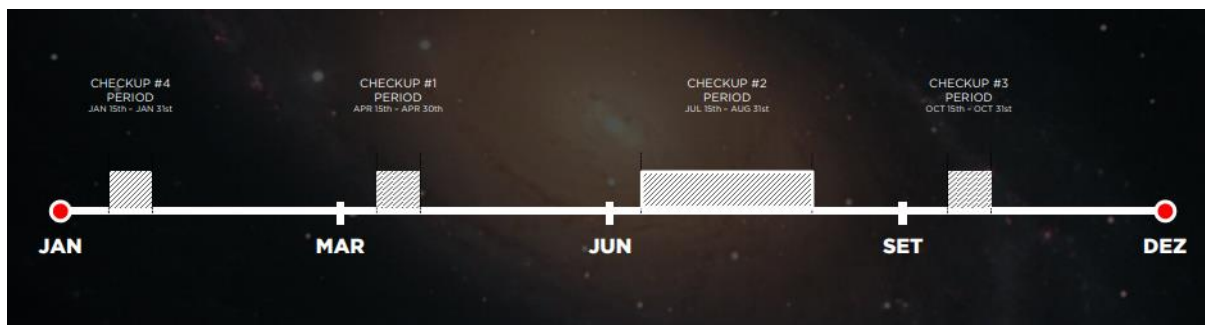 CHECKUP #4
PERIOD
JAN 15th - JAN 31st
CHECKUP #1
PERIOD
APR 15th - APR 30th
CHECKUP #2
PERIOD
JUL 15th - AUG 31st
CHECKUP #3
PERIOD
OCT 15th - OCT 31st
JAN
MAR
JUN
SET
DEZ